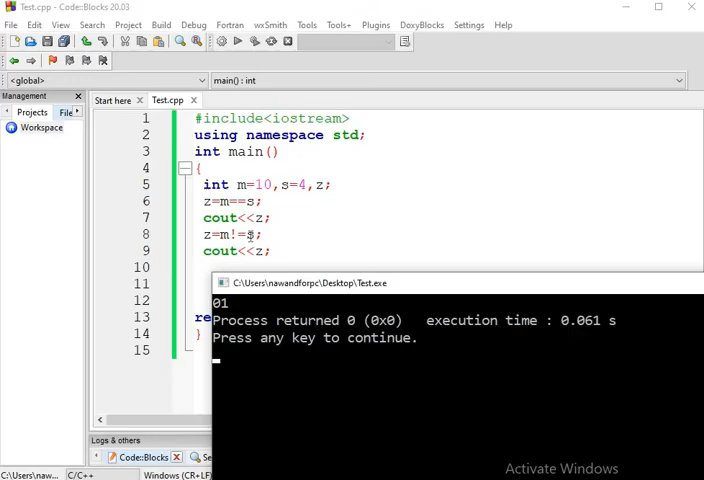 Test.cpp - Code::Blocks 20.03
File Edit View Search Project Build Debug Fortran wxSmith Tools Tools+ Plugins DoxyBlocks Settings Help
<global> main() : int
Management
Projects File
Workspace
Start here Test.cpp
1 #include<iostream>
2 using namespace std;
3 int main()
4 {
5 int m=10,s=4,z;
6 z=m==s;
7 cout<<z;
8 z=m!=s;
9 cout<<z;
10
11
12
13 re
14 }
15
C:\Users\nawandforpc\Desktop\Test.exe
01
Process returned 0 (0x0) execution time : 0.061 s
Press any key to continue.
Logs & others
Code::Blocks Se
Activate Windows
C:\Users\naw... C/C++ Windows (CR+LF)